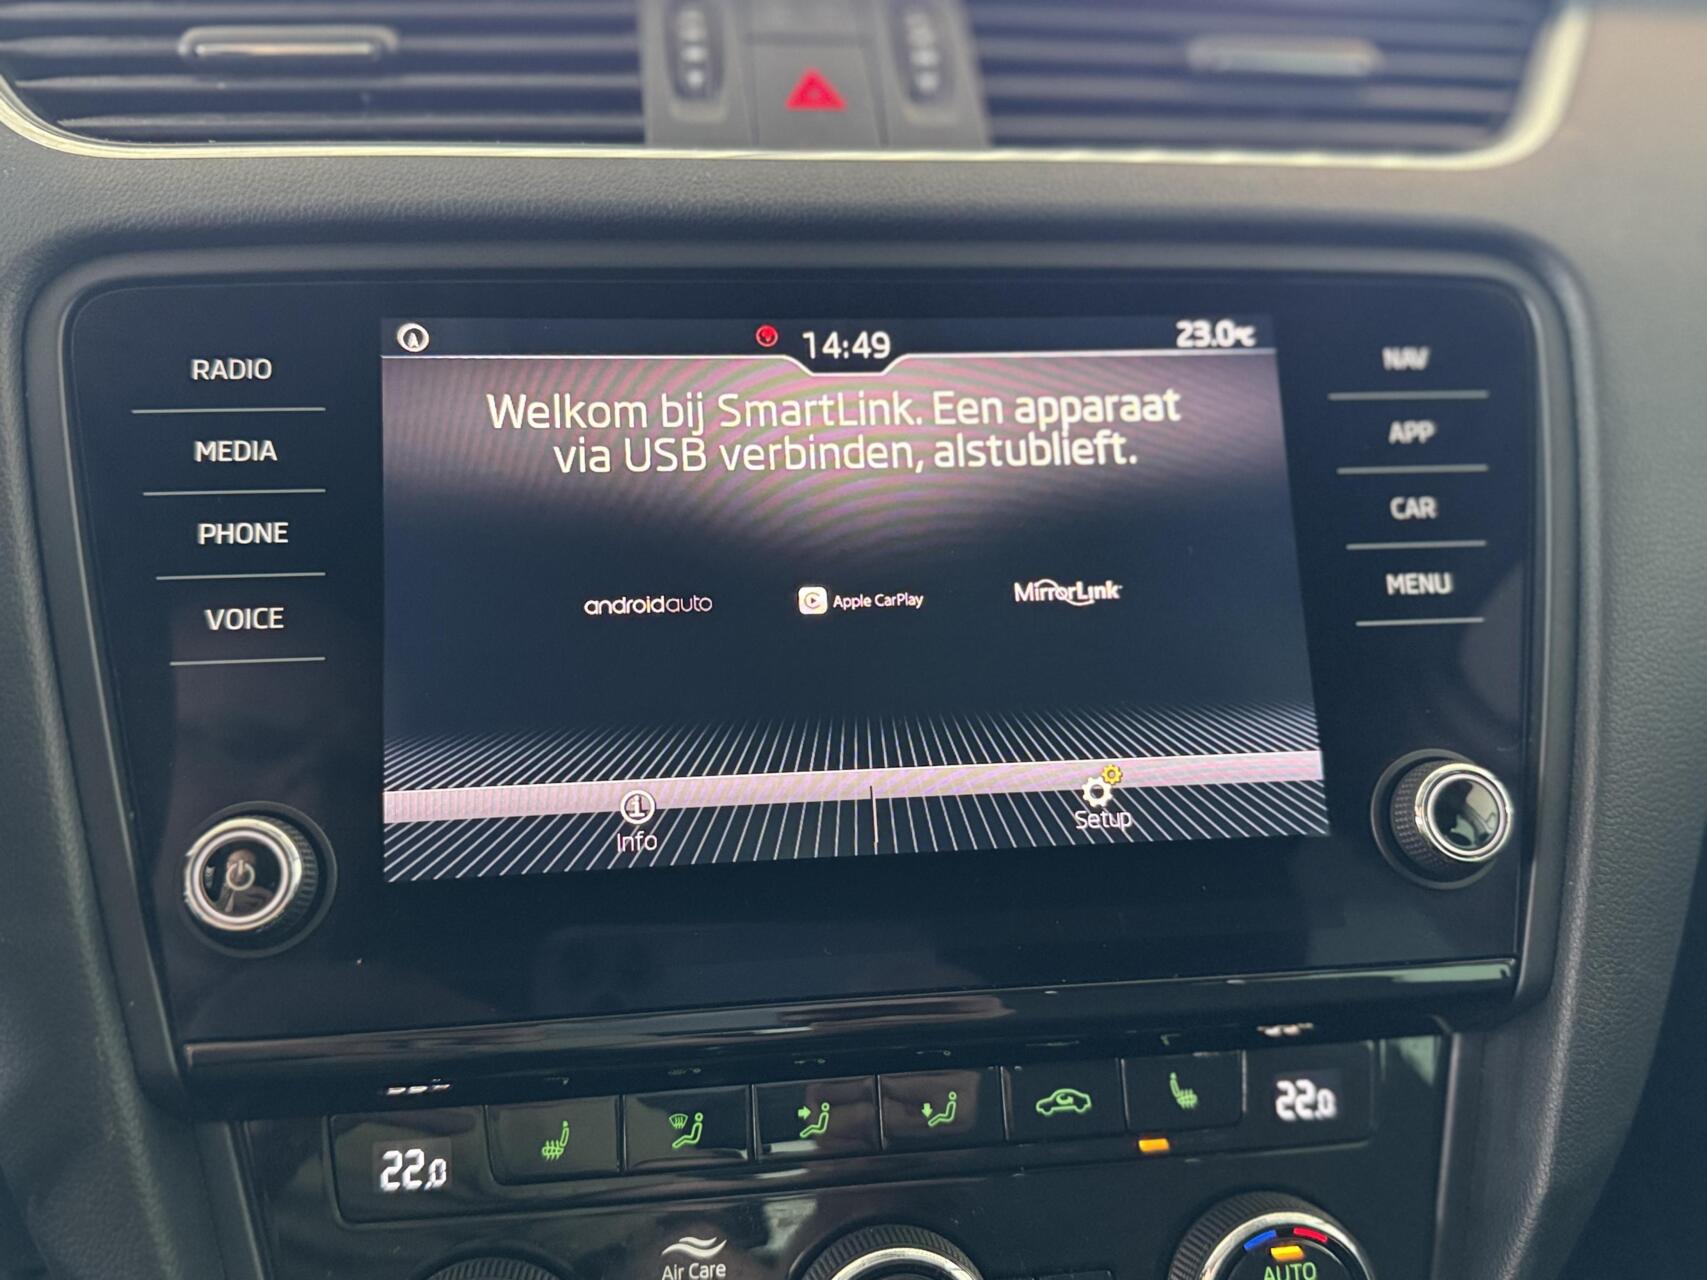 14:49
23.0°C
RADIO
MEDIA
PHONE
VOICE
Welkom bij SmartLink. Een apparaat
via USB verbinden, alstublieft.
androidauto
Apple CarPlay
MirrorLink
Info
Setup
NAV
APP
CAR
MENU
22.0
22.0
Air Care
AUTO